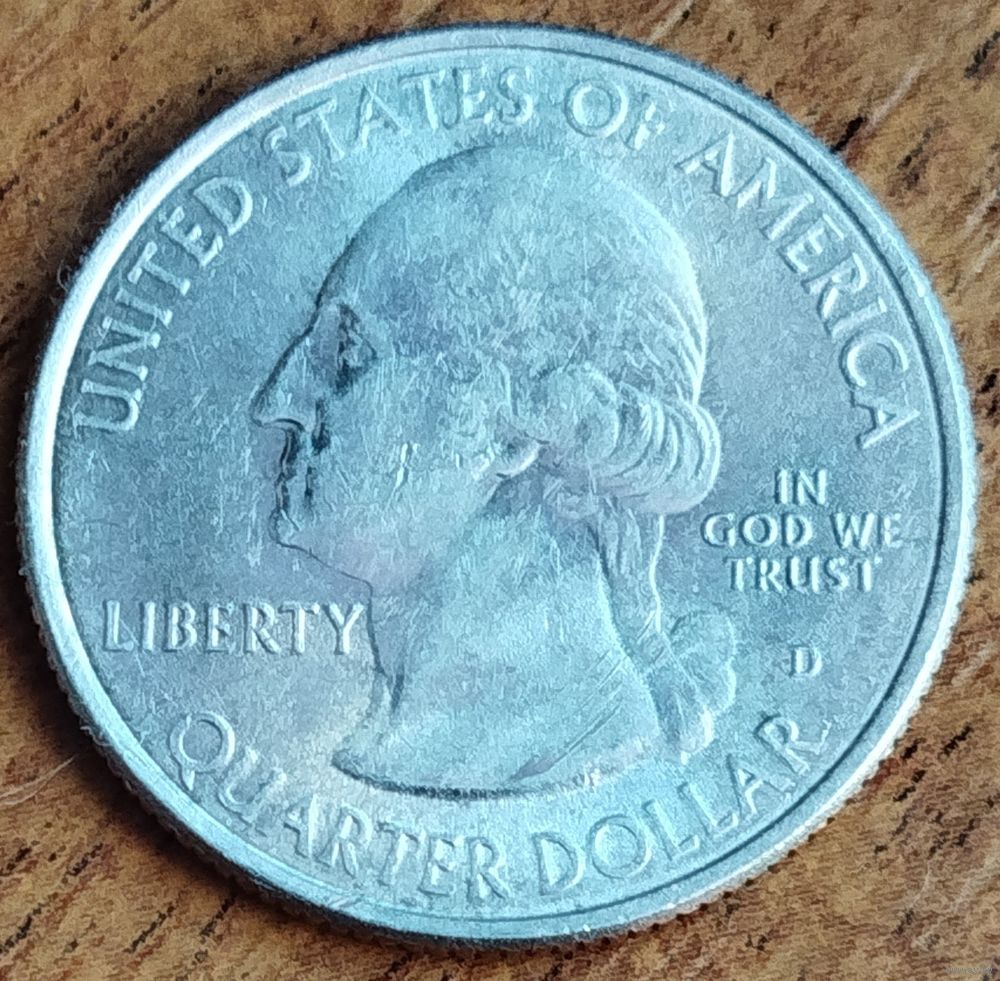 UNITED STATES OF AMERICA
LIBERTY
IN
GOD WE
TRUST
D
QUARTER DOLLAR